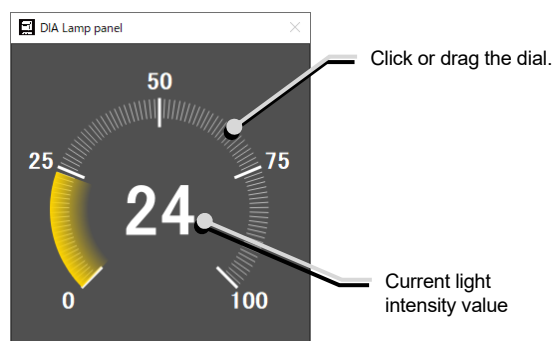 DIA Lamp panel
Click or drag the dial.
50
25
75
24
Current light
intensity value
0
100